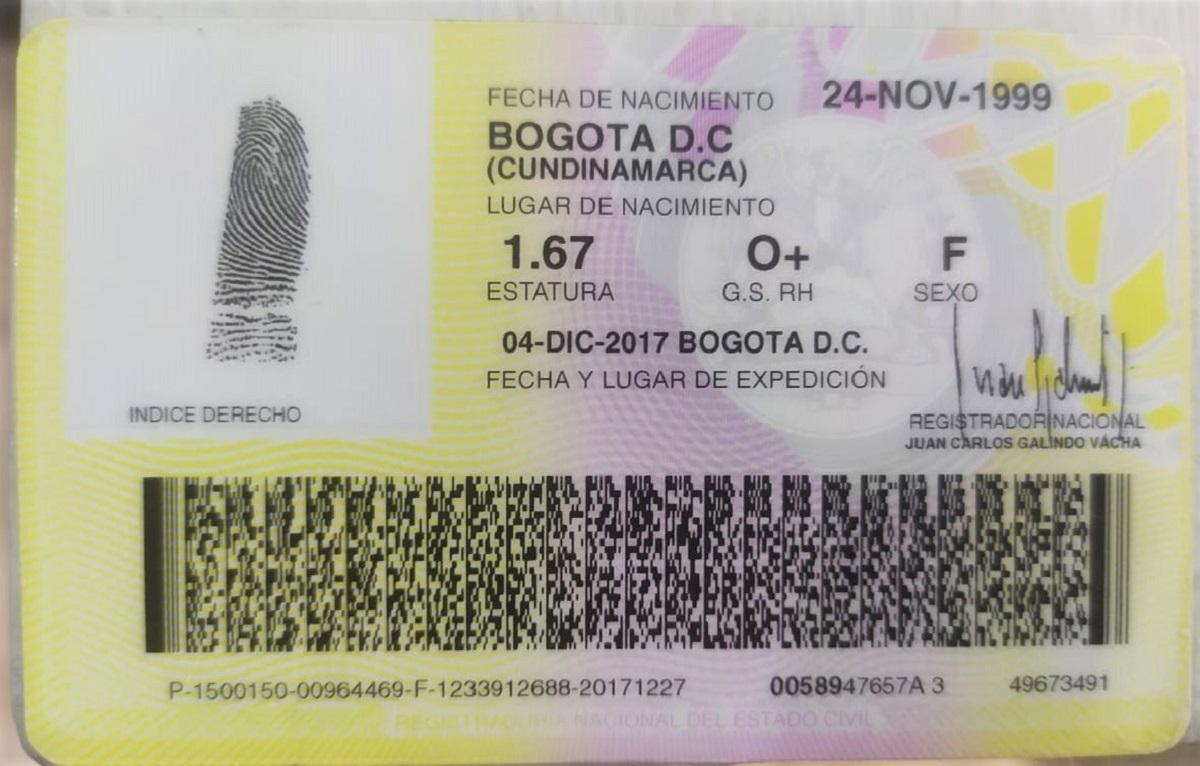 FECHA DE NACIMIENTO 24-NOV-1999
BOGOTA D.C
(CUNDINAMARCA)
LUGAR DE NACIMIENTO
1.67 O+ F
ESTATURA G.S. RH SEXO
04-DIC-2017 BOGOTA D.C.
FECHA Y LUGAR DE EXPEDICIÓN
INDICE DERECHO
REGISTRADOR NACIONAL
JUAN CARLOS GALINDO VÁCHA
P-1500150-00964469-F-1233912688-20171227 0058947657A 3 49673491
REGISTRADURIA NACIONAL DEL ESTADO CIVIL